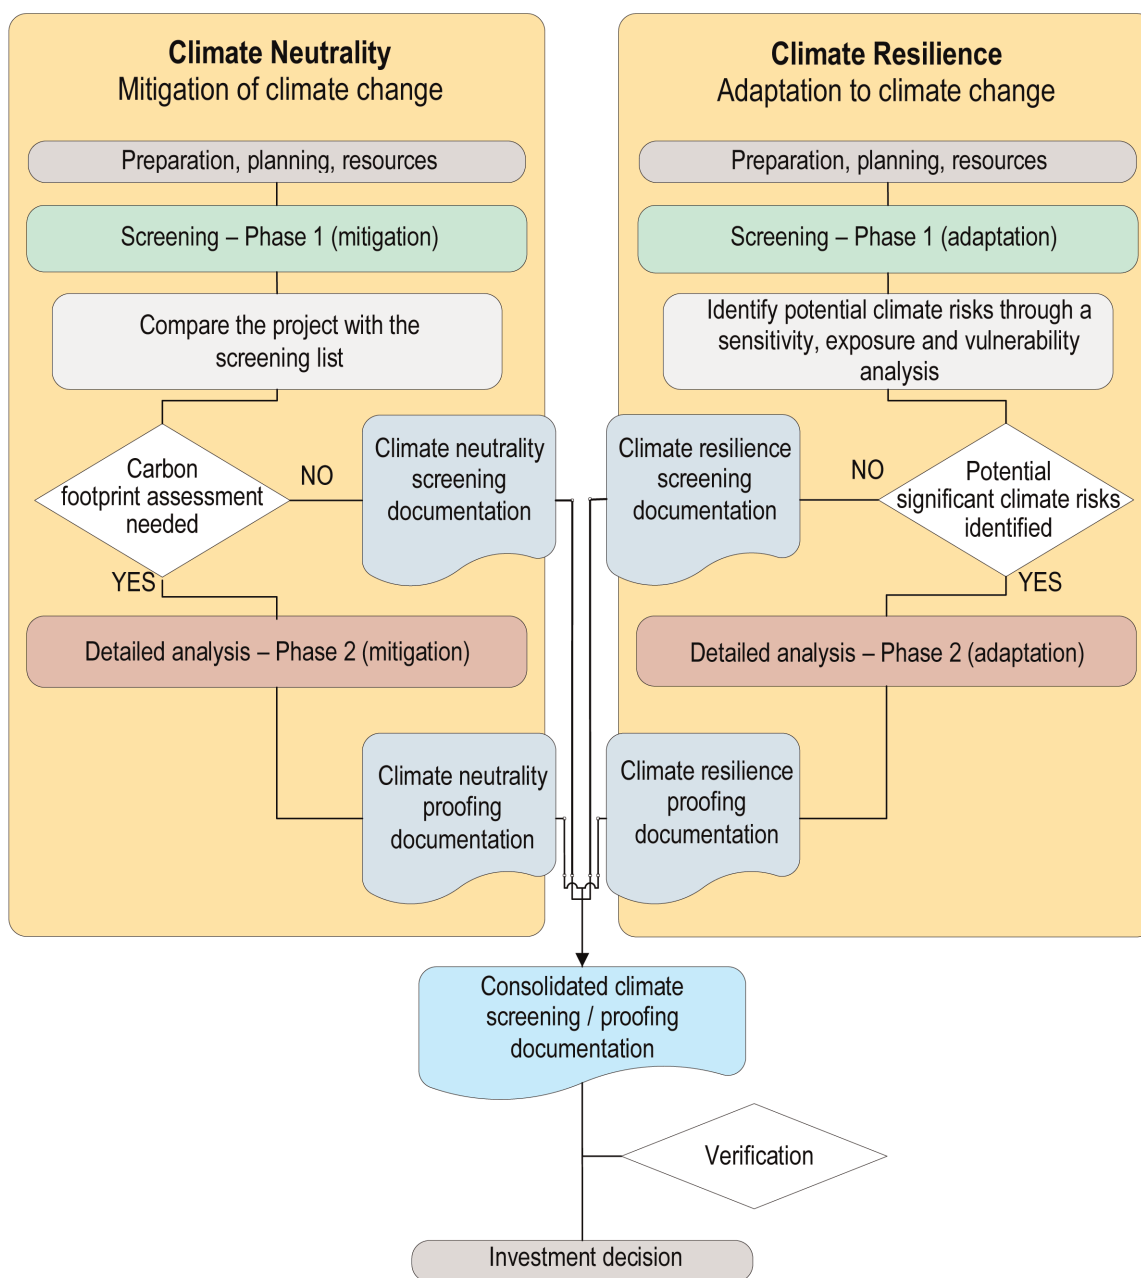 Climate Neutrality
Mitigation of climate change
Preparation, planning, resources
Screening – Phase 1 (mitigation)
Compare the project with the
screening list
Carbon
footprint assessment
needed
NO
YES
Climate neutrality
screening
documentation
Detailed analysis – Phase 2 (mitigation)
Climate neutrality
proofing
documentation
Climate Resilience
Adaptation to climate change
Preparation, planning, resources
Screening – Phase 1 (adaptation)
Identify potential climate risks through a
sensitivity, exposure and vulnerability
analysis
Potential
significant climate risks
identified
NO
YES
Climate resilience
screening
documentation
Detailed analysis – Phase 2 (adaptation)
Climate resilience
proofing
documentation
Consolidated climate
screening / proofing
documentation
Verification
Investment decision